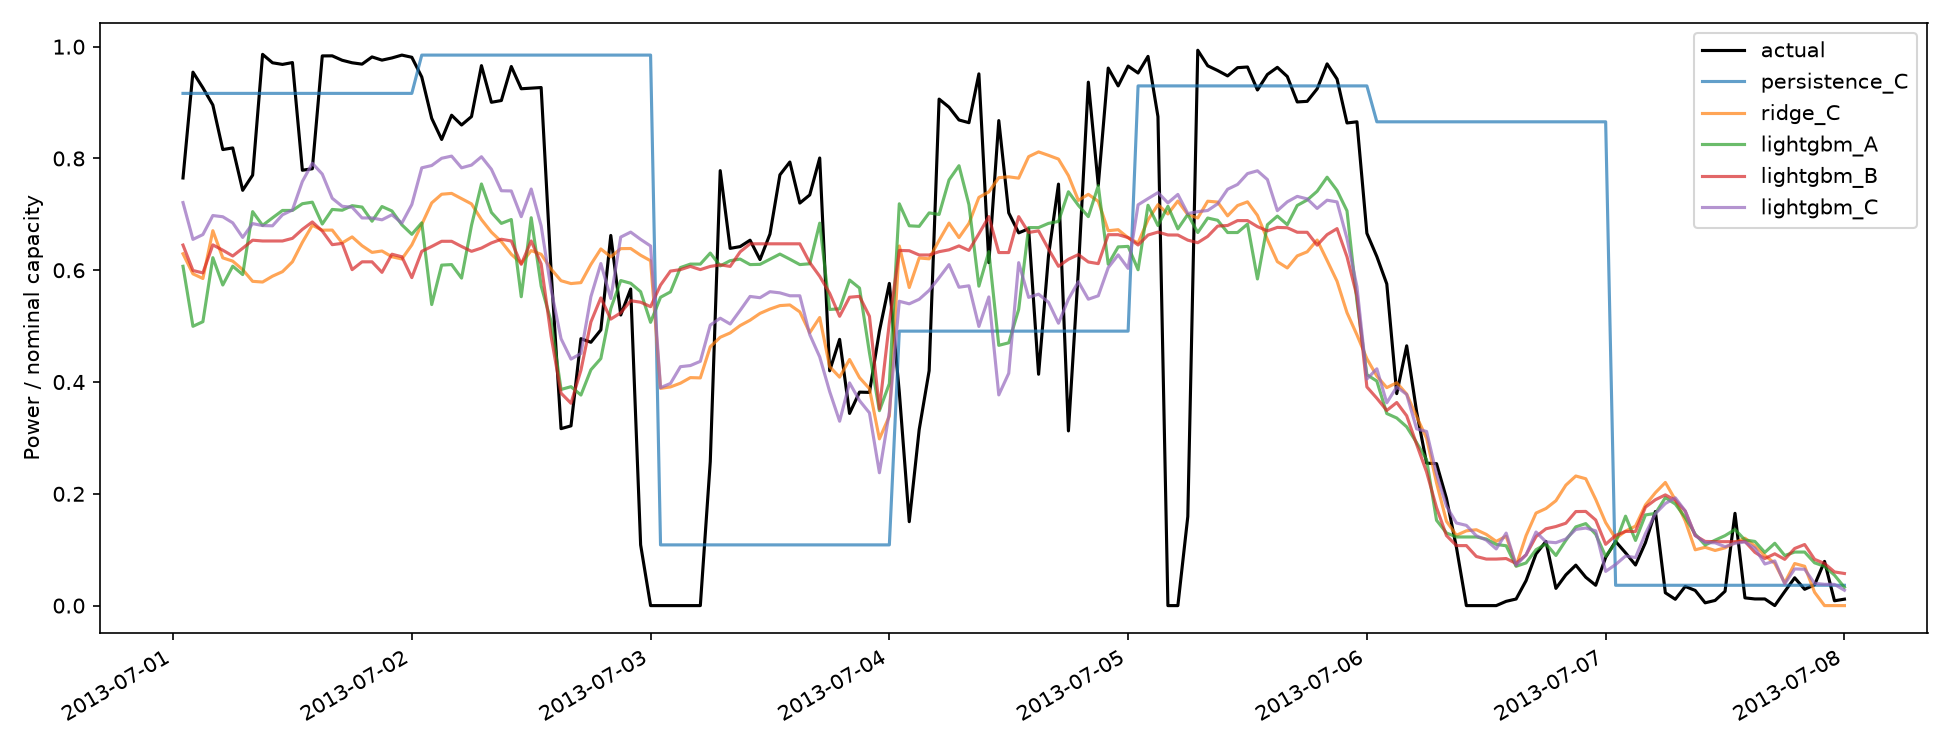 Power / nominal capacity
1.0
0.8
0.6
0.4
0.2
0.0
actual
persistence_C
ridge_C
lightgbm_A
lightgbm_B
lightgbm_C
2013-07-01
2013-07-02
2013-07-03
2013-07-04
2013-07-05
2013-07-06
2013-07-07
2013-07-08